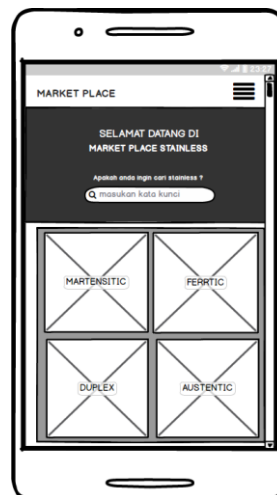 MARKET PLACE
SELAMAT DATANG DI
MARKET PLACE STAINLESS
Apakah anda ingin cari stainless ?
masukan kata kunci
MARTENSITIC
FERRTIC
DUPLEX
AUSTENTIC